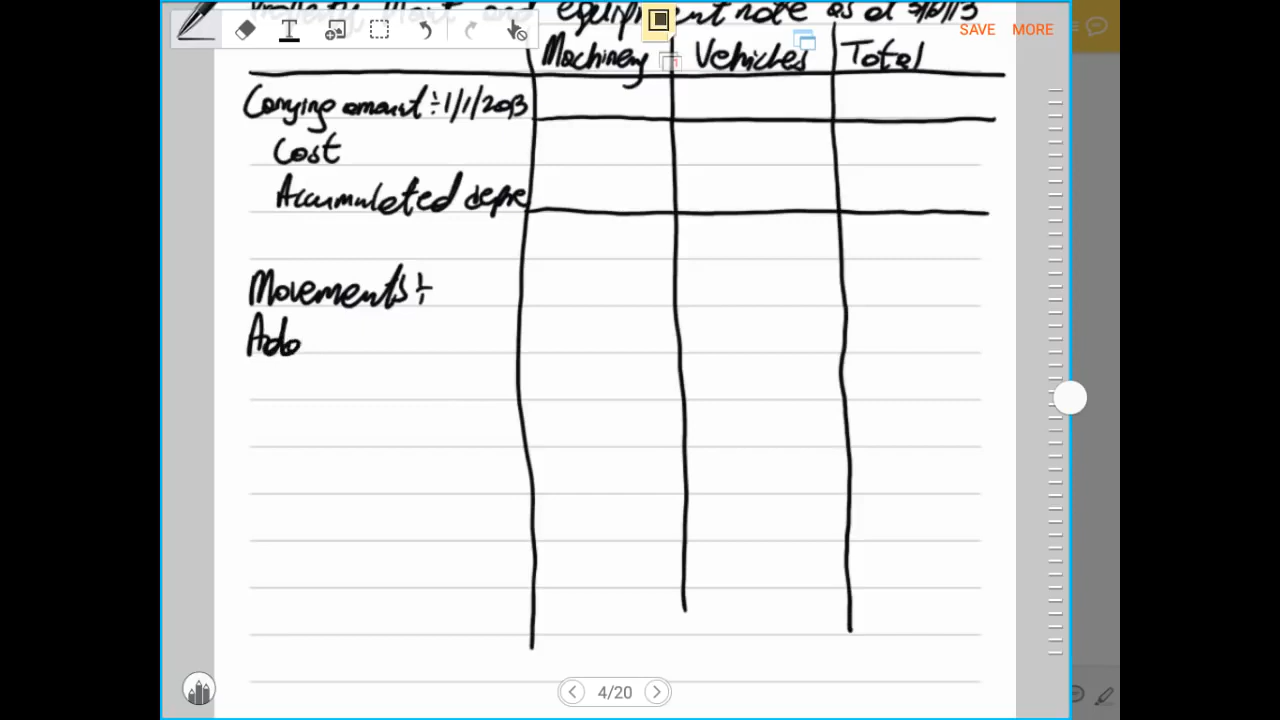 equipment note as at
SAVE MORE
Machinery Vehicles Total
Carrying amount : 1/1/2013
Cost
Accumulated depre
Movements :
Add
4/20